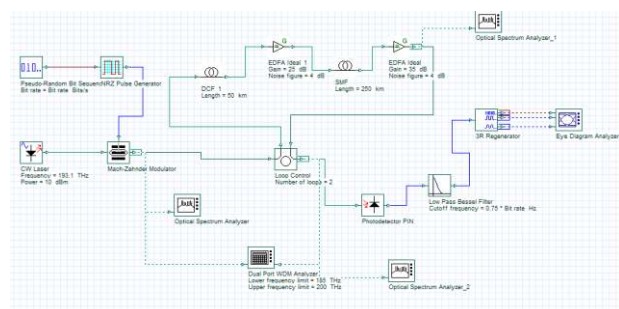 Optical Spectrum Analyzer_1
EDFA Ideal 1
Gain = 25 dB
Noise figure = 4 dB
EDFA Ideal
Gain = 35 dB
Noise figure = 4 dB
DCF_1
Length = 50 km
SMF
Length = 250 km
010..
Pseudo-Random Bit Sequen
NRZ Pulse Generator
Bit rate = Bit rate Bits/s
CW Laser
Frequency = 193.1 THz
Power = 10 dBm
Mach-Zehnder Modulator
Loop Control
Number of loops = 2
3R Regenerator
Eye Diagram Analyzer
Low Pass Bessel Filter
Cutoff frequency = 0.75 * Bit rate Hz
Photodetector PIN
Optical Spectrum Analyzer
Dual Port WDM Analyzer
Lower frequency limit = 185 THz
Upper frequency limit = 200 THz
Optical Spectrum Analyzer_2